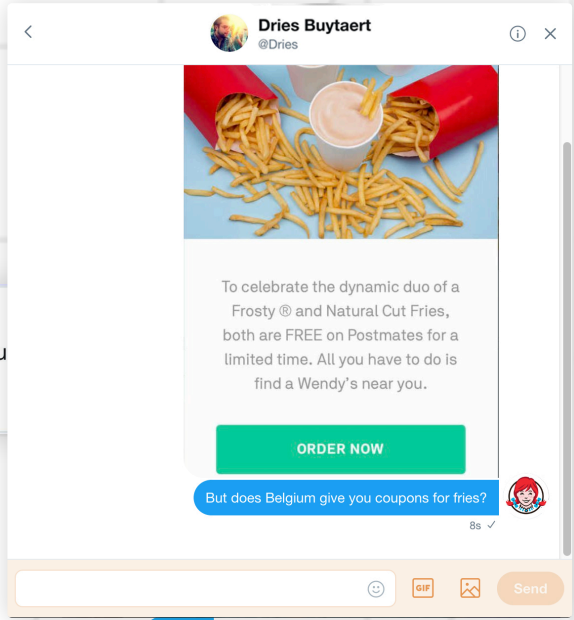 Dries Buytaert
@Dries
To celebrate the dynamic duo of a
Frosty ® and Natural Cut Fries,
both are FREE on Postmates for a
limited time. All you have to do is
find a Wendy's near you.
ORDER NOW
But does Belgium give you coupons for fries?
8s
GIF
Send